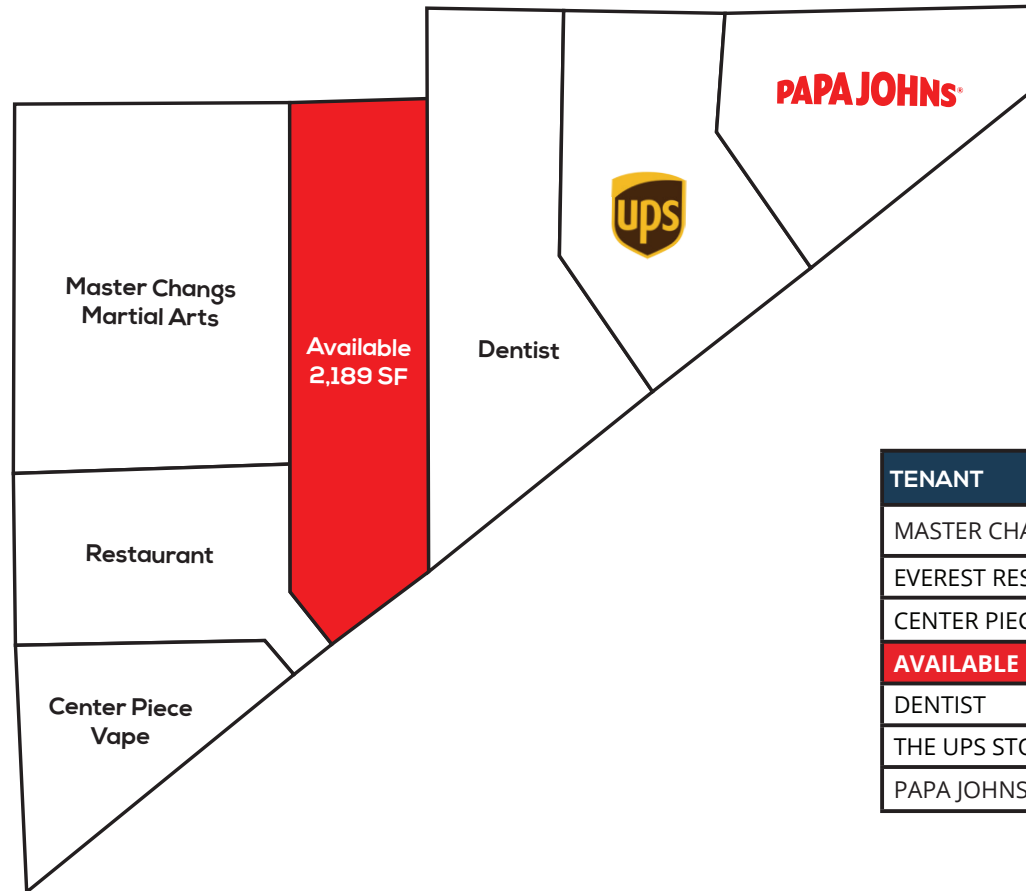 PAPA JOHNS®
ups
Master Changs
Martial Arts
Available
2,189 SF
Dentist
Restaurant
Center Piece
Vape
TENANT
MASTER CHA
EVEREST RES
CENTER PIEC
AVAILABLE
DENTIST
THE UPS STO
PAPA JOHNS